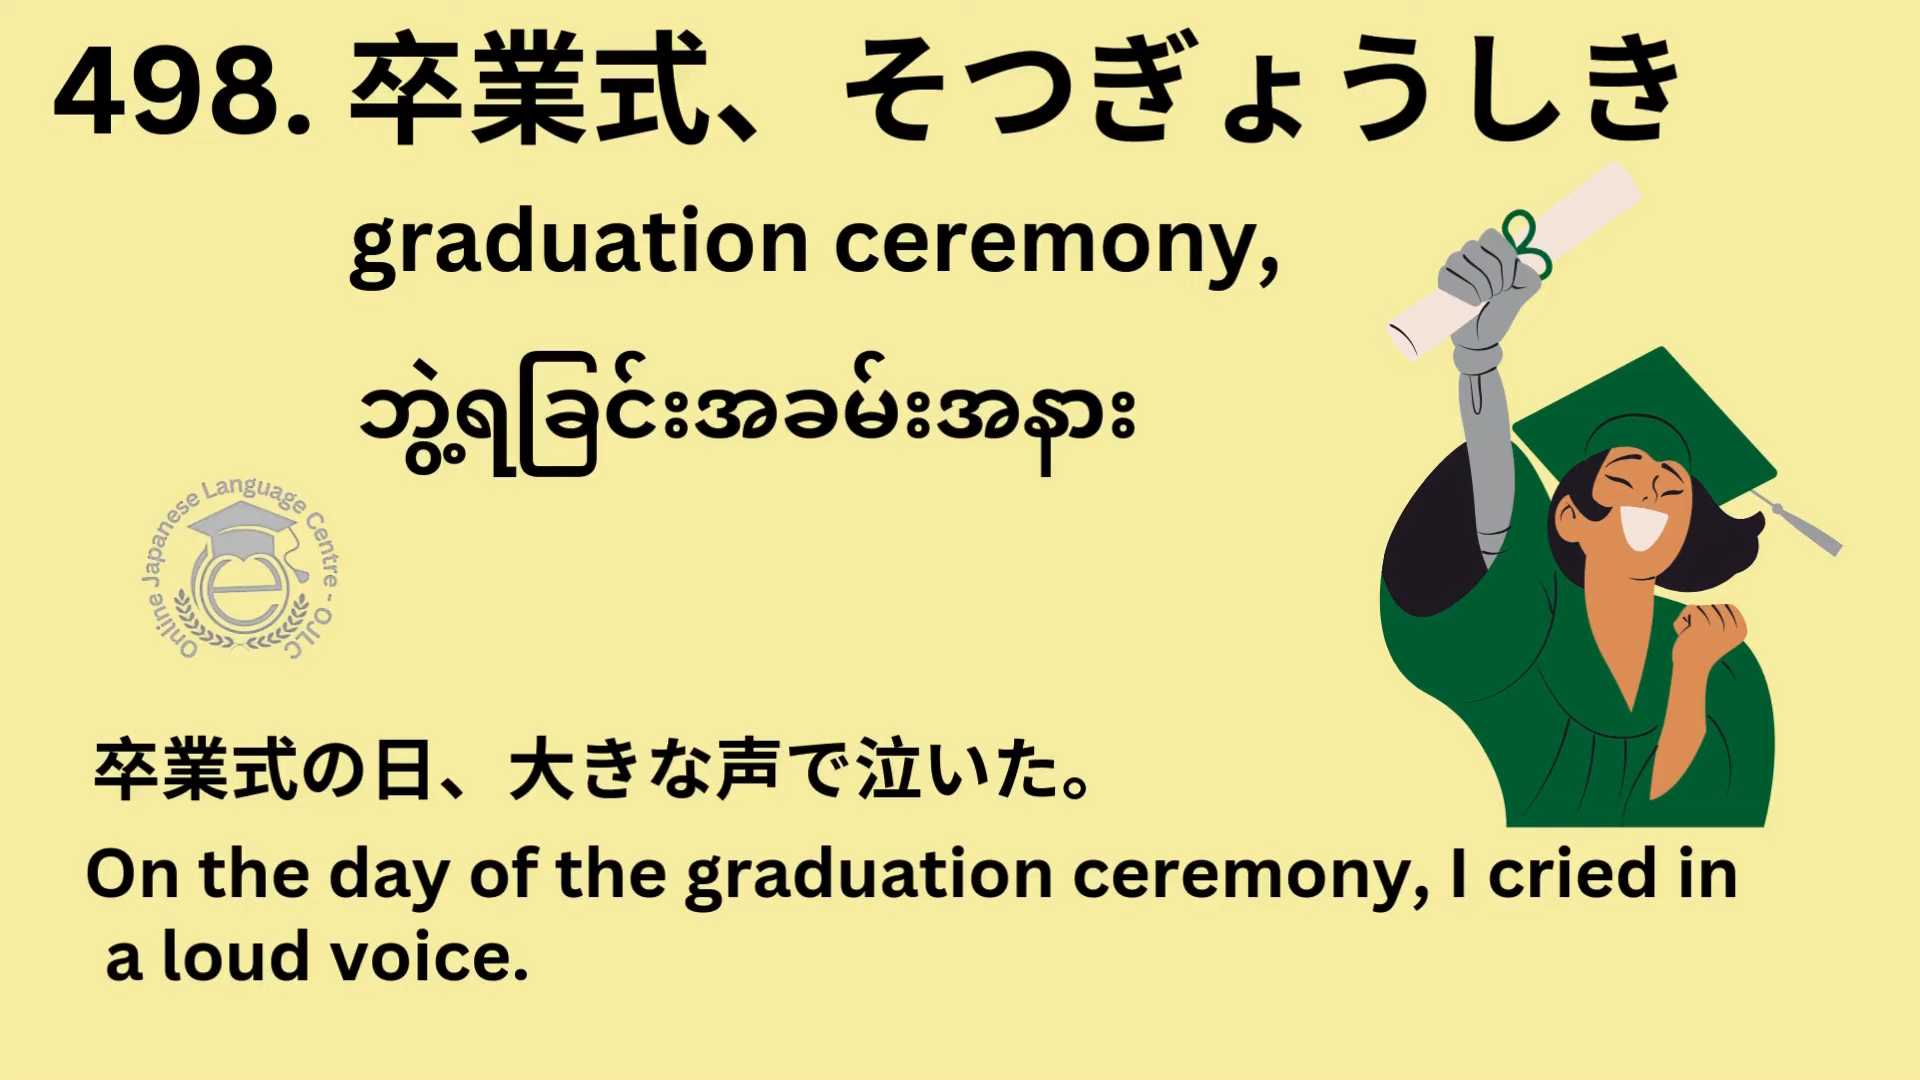 498. 卒業式、そつぎょうしき
graduation ceremony,
ဘွဲ့ရခြင်းအခမ်းအနား
Online Japanese Language Centre - OJLC
卒業式の日、大きな声で泣いた。
On the day of the graduation ceremony, I cried in
a loud voice.